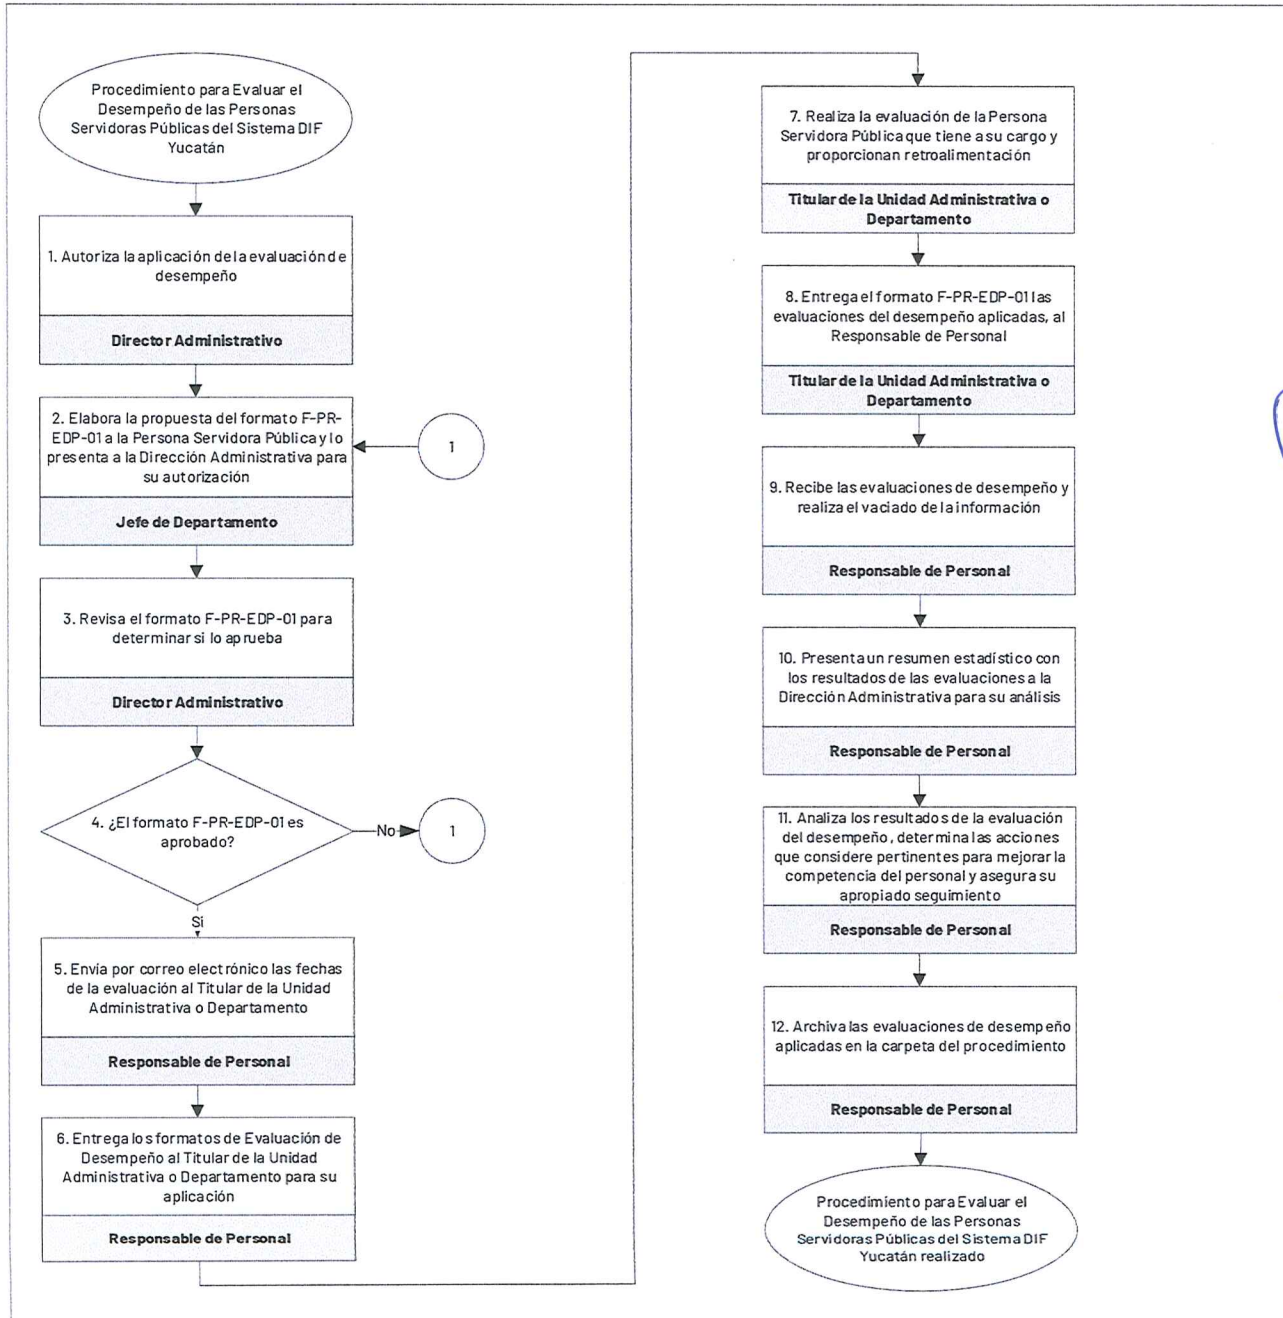 Procedimiento para Evaluar el
Desempeño de las Personas
Servidoras Públicas del Sistema DIF
Yucatán
1. Autoriza la aplicación de la evaluación de
desempeño
Director Administrativo
2. Elabora la propuesta del formato F-PR-
EDP-01 a la Persona Servidora Pública y lo
presenta a la Dirección Administrativa para
su autorización
1
Jefe de Departamento
3. Revisa el formato F-PR-EDP-01 para
determinar si lo aprueba
Director Administrativo
4. ¿El formato F-PR-EDP-01 es
aprobado?
No
1
Si
5. Envía por correo electrónico las fechas
de la evaluación al Titular de la Unidad
Administrativa o Departamento
Responsable de Personal
6. Entrega los formatos de Evaluación de
Desempeño al Titular de la Unidad
Administrativa o Departamento para su
aplicación
Responsable de Personal
7. Realiza la evaluación de la Persona
Servidora Pública que tiene a su cargo y
proporcionan retroalimentación
Titular de la Unidad Administrativa o
Departamento
8. Entrega el formato F-PR-EDP-01 las
evaluaciones del desempeño aplicadas, al
Responsable de Personal
Titular de la Unidad Administrativa o
Departamento
9. Recibe las evaluaciones de desempeño y
realiza el vaciado de la información
Responsable de Personal
10. Presenta un resumen estadístico con
los resultados de las evaluaciones a la
Dirección Administrativa para su análisis
Responsable de Personal
11. Analiza los resultados de la evaluación
del desempeño, determina las acciones
que considere pertinentes para mejorar la
competencia del personal y asegura su
apropiado seguimiento
Responsable de Personal
12. Archiva las evaluaciones de desempeño
aplicadas en la carpeta del procedimiento
Responsable de Personal
Procedimiento para Evaluar el
Desempeño de las Personas
Servidoras Públicas del Sistema DIF
Yucatán realizado